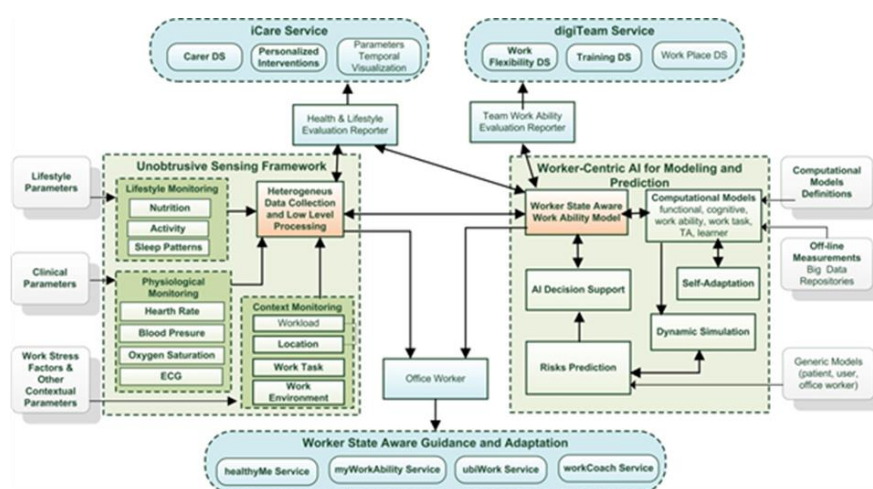 iCare Service
Carer DS
Personalized
Interventions
Parameters
Temporal
Visualization
digiTeam Service
Work
Flexibility DS
Training DS
Work Place DS
Health & Lifestyle
Evaluation Reporter
Team Work Ability
Evaluation Reporter
Lifestyle
Parameters
Clinical
Parameters
Work Stress
Factors &
Other
Contextual
Parameters
Unobtrusive Sensing Framework
Lifestyle Monitoring
Nutrition
Activity
Sleep Patterns
Heterogeneus
Data Collection
and Low Level
Processing
Physiological
Monitoring
Hearth Rate
Blood Presure
Oxygen Saturation
ECG
Context Monitoring
Workload
Location
Work Task
Work
Environment
Office Worker
Worker-Centric AI for Modeling and
Prediction
Worker State Aware
Work Ability Model
Computational Models
functional, cognitive,
work ability, work task,
TA, learner
AI Decision Support
Self-Adaptation
Dynamic Simulation
Risks Prediction
Computational
Models
Definitions
Off-line
Measurements
Big Data
Repositories
Generic Models
(patient, user,
office worker)
Worker State Aware Guidance and Adaptation
healthyMe Service
myWorkAbility Service
ubiWork Service
workCoach Service